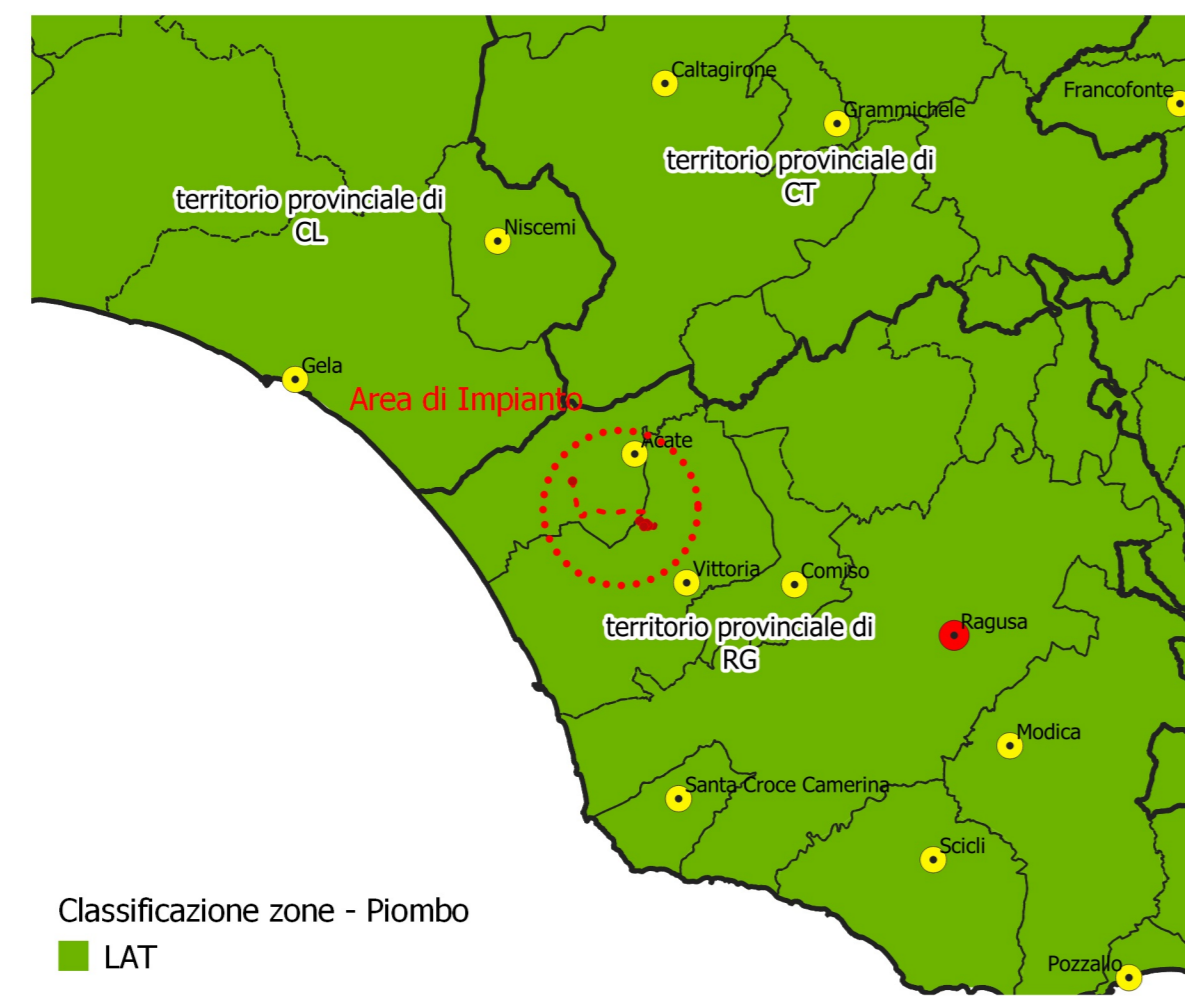 Caltagirone
Francofonte
Grammichele
territorio provinciale di
CT
territorio provinciale di
CL
Niscemi
Gela
Area di Impianto
Acate
Vittoria
Comiso
territorio provinciale di
RG
Ragusa
Modica
Santa Croce Camerina
Scicli
Pozzallo
Classificazione zone - Piombo
LAT